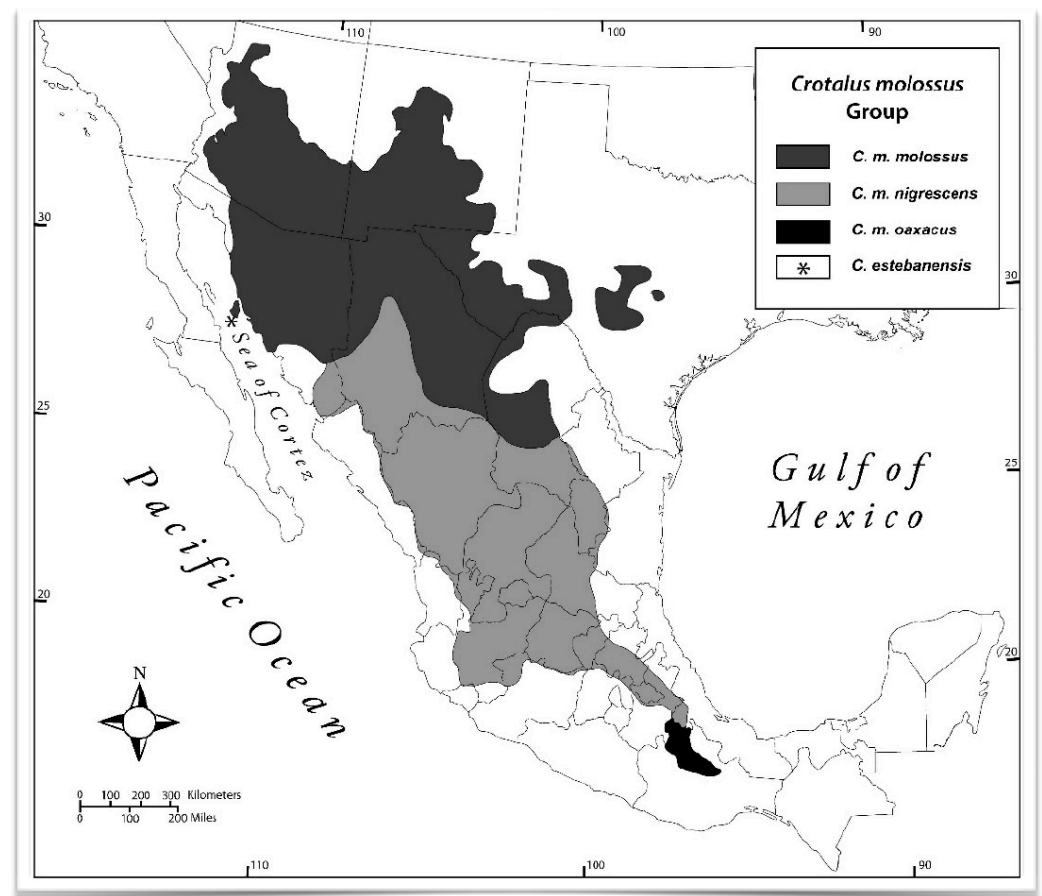 110
100
90
Crotalus molossus
Group
C. m. molossus
C. m. nigrescens
C. m. oaxacus
* C. estebanensis
30
30
*
Sea of Cortez
25
25
Gulf of
Mexico
Pacific Ocean
20
20
N
0 100 200 300 Kilometers
0 100 200 Miles
110
100
90